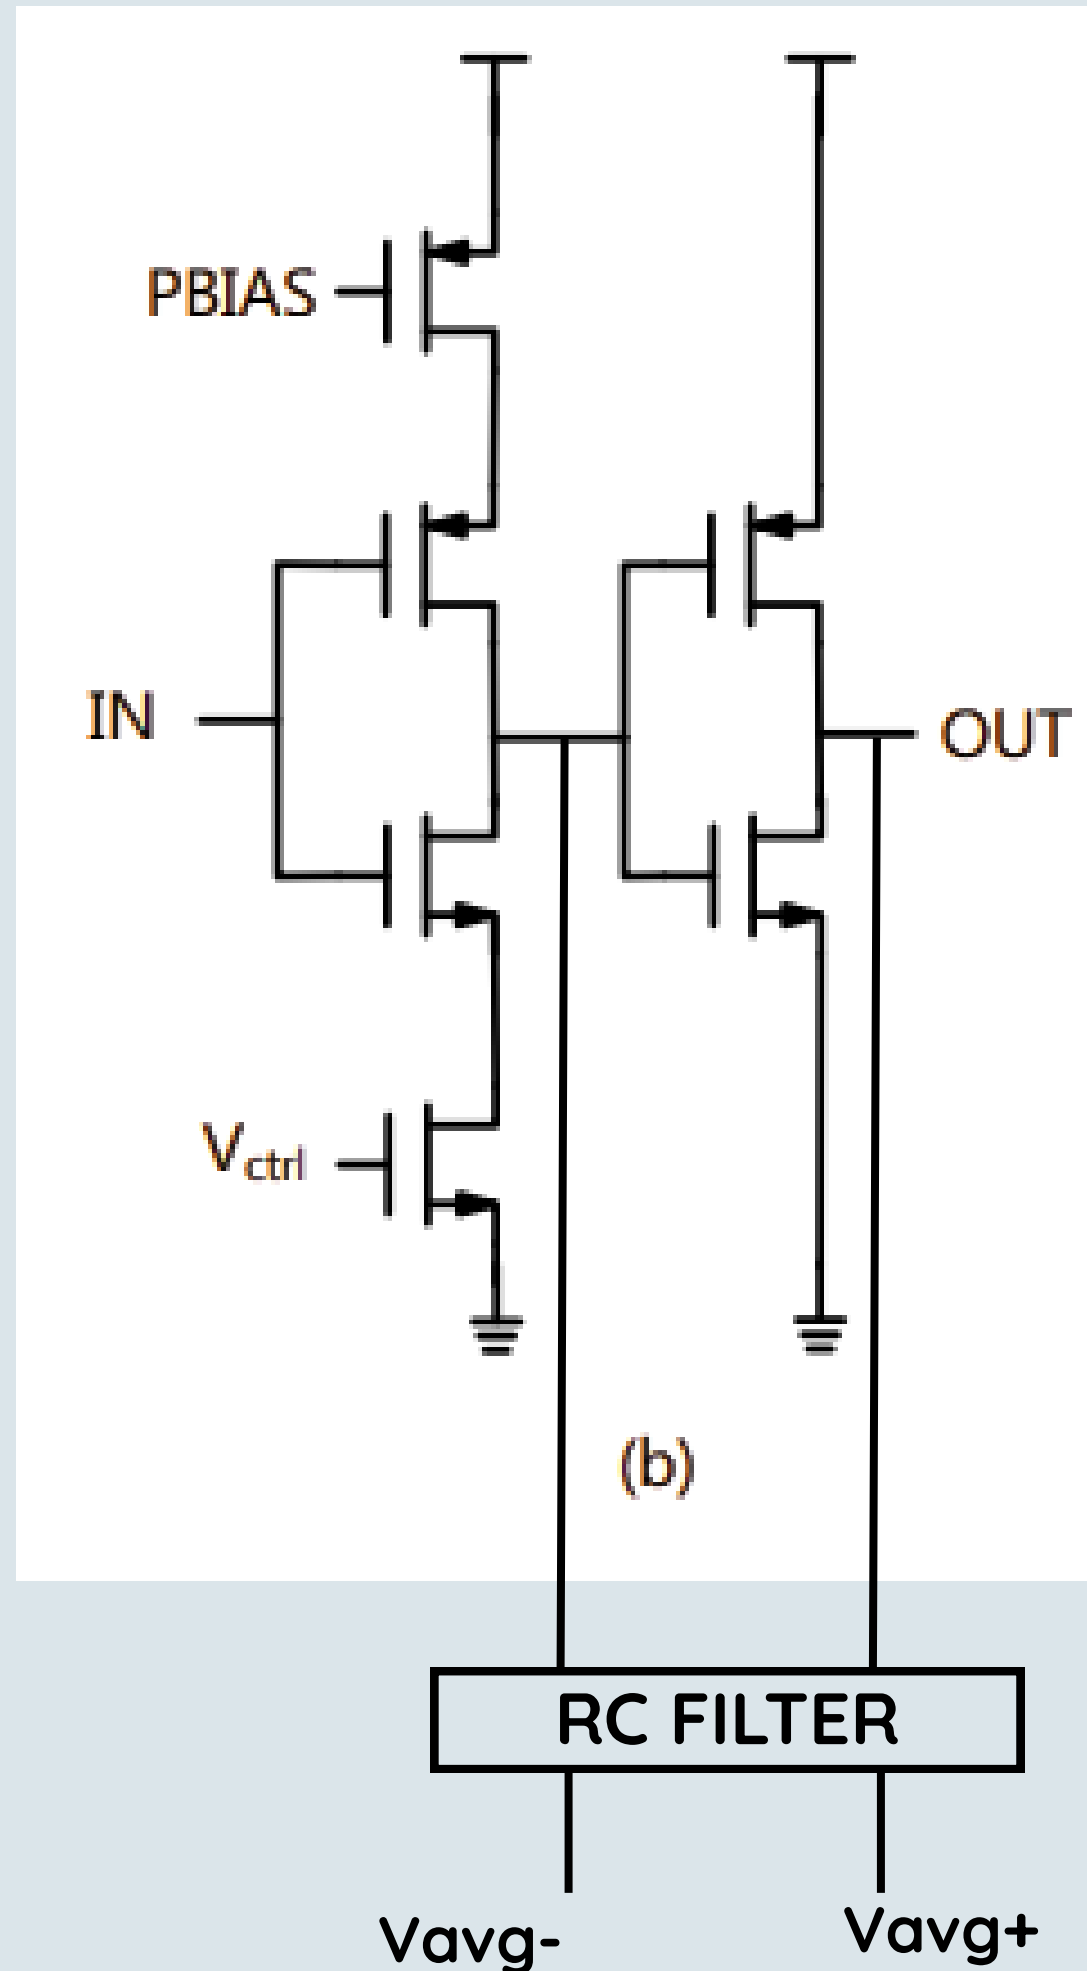 PBIAS
IN
OUT
Vctrl
(b)
RC FILTER
Vavg-
Vavg+